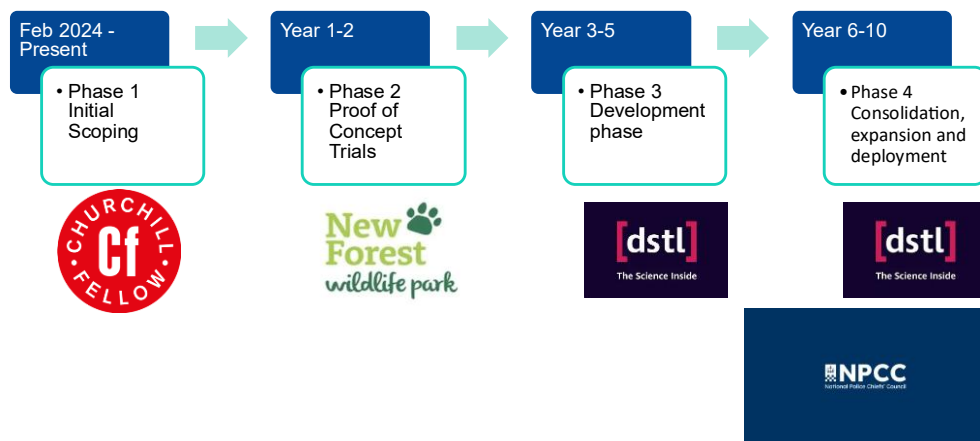 Feb 2024 -
Present
• Phase 1
Initial
Scoping
Year 1-2
• Phase 2
Proof of
Concept
Trials
Year 3-5
• Phase 3
Development
phase
Year 6-10
• Phase 4
Consolidation,
expansion and
deployment
CHURCHILL
Cf
FELLOW
New
Forest
wildlife park
[dstl]
The Science Inside
[dstl]
The Science Inside
NPCC
National Police Chiefs' Council